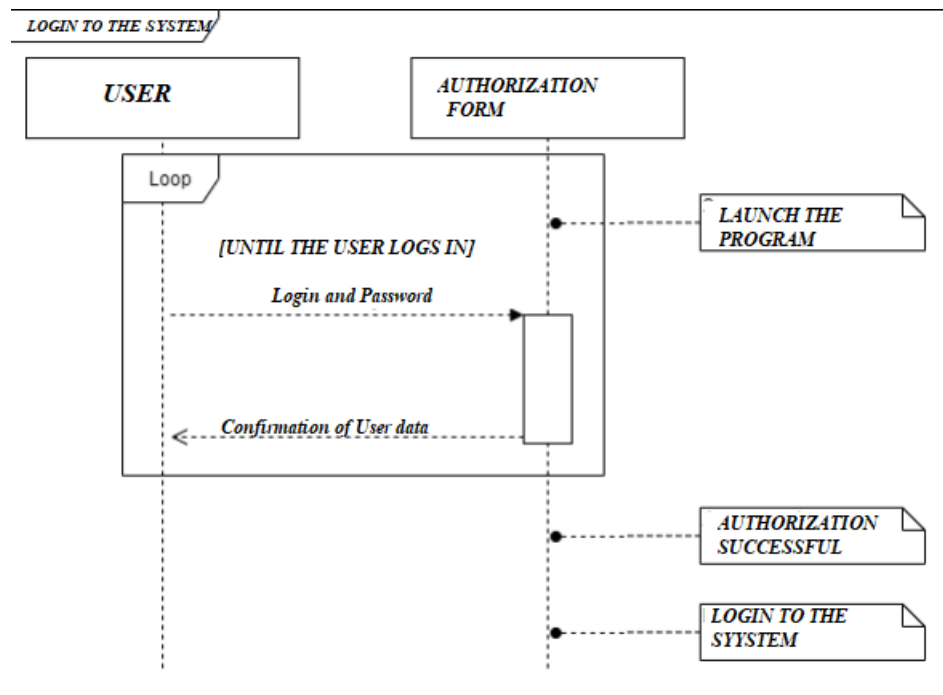 LOGIN TO THE SYSTEM
USER
AUTHORIZATION
FORM
Loop
LAUNCH THE
PROGRAM
[UNTIL THE USER LOGS IN]
Login and Password
Confirmation of User data
AUTHORIZATION
SUCCESSFUL
LOGIN TO THE
SYYSTEM